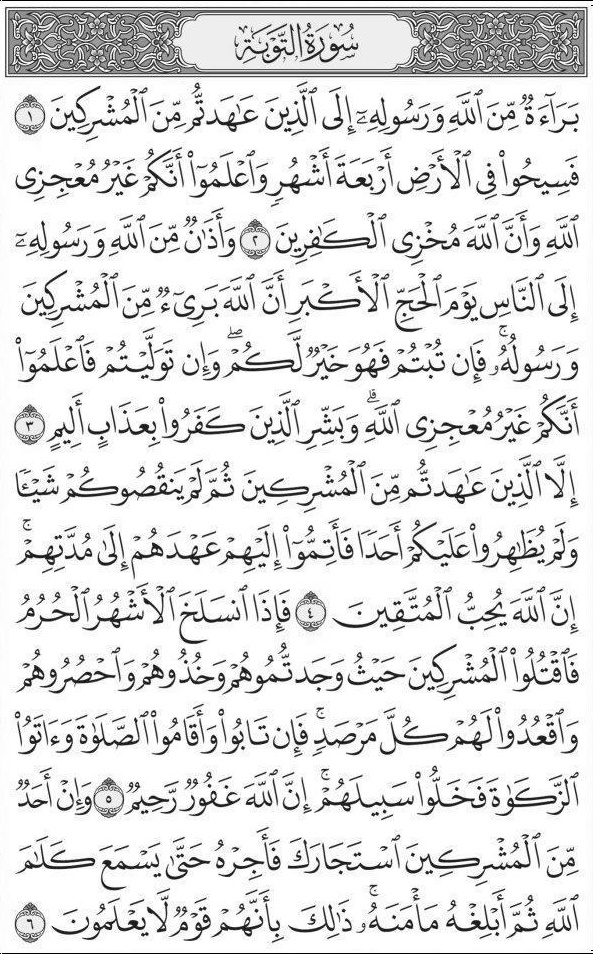 سُورَةُ التَّوۡبَةِ
بَرَآءَةٌ مِّنَ ٱللَّهِ وَرَسُولِهِۦٓ إِلَى ٱلَّذِينَ عَٰهَدتُّم مِّنَ ٱلۡمُشۡرِكِينَ ١
فَسِيحُواْ فِي ٱلۡأَرۡضِ أَرۡبَعَةَ أَشۡهُرٖ وَٱعۡلَمُوٓاْ أَنَّكُمۡ غَيۡرُ مُعۡجِزِي
ٱللَّهِ وَأَنَّ ٱللَّهَ مُخۡزِي ٱلۡكَٰفِرِينَ ٢ وَأَذَٰنٞ مِّنَ ٱللَّهِ وَرَسُولِهِۦٓ
إِلَى ٱلنَّاسِ يَوۡمَ ٱلۡحَجِّ ٱلۡأَكۡبَرِ أَنَّ ٱللَّهَ بَرِيٓءٞ مِّنَ ٱلۡمُشۡرِكِينَ
وَرَسُولُهُۥۚ فَإِن تُبۡتُمۡ فَهُوَ خَيۡرٞ لَّكُمۡۖ وَإِن تَوَلَّيۡتُمۡ فَٱعۡلَمُوٓاْ
أَنَّكُمۡ غَيۡرُ مُعۡجِزِي ٱللَّهِۗ وَبَشِّرِ ٱلَّذِينَ كَفَرُواْ بِعَذَابٍ أَلِيمٍ ٣
إِلَّا ٱلَّذِينَ عَٰهَدتُّم مِّنَ ٱلۡمُشۡرِكِينَ ثُمَّ لَمۡ يَنقُصُوكُمۡ شَيۡـٔٗا
وَلَمۡ يُظَٰهِرُواْ عَلَيۡكُمۡ أَحَدٗا فَأَتِمُّوٓاْ إِلَيۡهِمۡ عَهۡدَهُمۡ إِلَىٰ مُدَّتِهِمۡۚ
إِنَّ ٱللَّهَ يُحِبُّ ٱلۡمُتَّقِينَ ٤ فَإِذَا ٱنسَلَخَ ٱلۡأَشۡهُرُ ٱلۡحُرُمُ
فَٱقۡتُلُواْ ٱلۡمُشۡرِكِينَ حَيۡثُ وَجَدتُّمُوهُمۡ وَخُذُوهُمۡ وَٱحۡصُرُوهُمۡ
وَٱقۡعُدُواْ لَهُمۡ كُلَّ مَرۡصَدٖۚ فَإِن تَابُواْ وَأَقَامُواْ ٱلصَّلَوٰةَ وَءَاتَوُاْ
ٱلزَّكَوٰةَ فَخَلُّواْ سَبِيلَهُمۡۚ إِنَّ ٱللَّهَ غَفُورٞ رَّحِيمٞ ٥ وَإِنۡ أَحَدٞ
مِّنَ ٱلۡمُشۡرِكِينَ ٱسۡتَجَارَكَ فَأَجِرۡهُ حَتَّىٰ يَسۡمَعَ كَلَٰمَ
ٱللَّهِ ثُمَّ أَبۡلِغۡهُ مَأۡمَنَهُۥۚ ذَٰلِكَ بِأَنَّهُمۡ قَوۡمٞ لَّا يَعۡلَمُونَ ٦